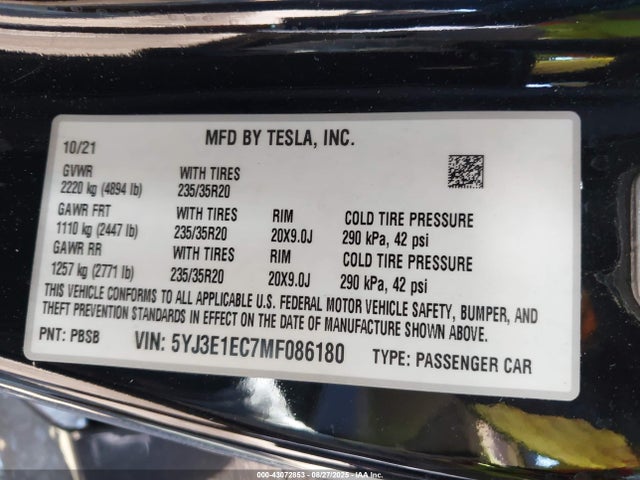 10/21 MFD BY TESLA, INC.
GVWR WITH TIRES
2220 kg (4894 lb) 235/35R20
GAWR FRT WITH TIRES RIM COLD TIRE PRESSURE
1110 kg (2447 lb) 235/35R20 20X9.0J 290 kPa, 42 psi
GAWR RR WITH TIRES RIM COLD TIRE PRESSURE
1257 kg (2771 lb) 235/35R20 20X9.0J 290 kPa, 42 psi
THIS VEHICLE CONFORMS TO ALL APPLICABLE U.S. FEDERAL MOTOR VEHICLE SAFETY, BUMPER, AND
THEFT PREVENTION STANDARDS IN EFFECT ON THE DATE OF MANUFACTURE SHOWN ABOVE.
PNT: PBSB VIN: 5YJ3E1EC7MF086180 TYPE: PASSENGER CAR
000-43072853 - 08/27/2025 - IAA Inc.